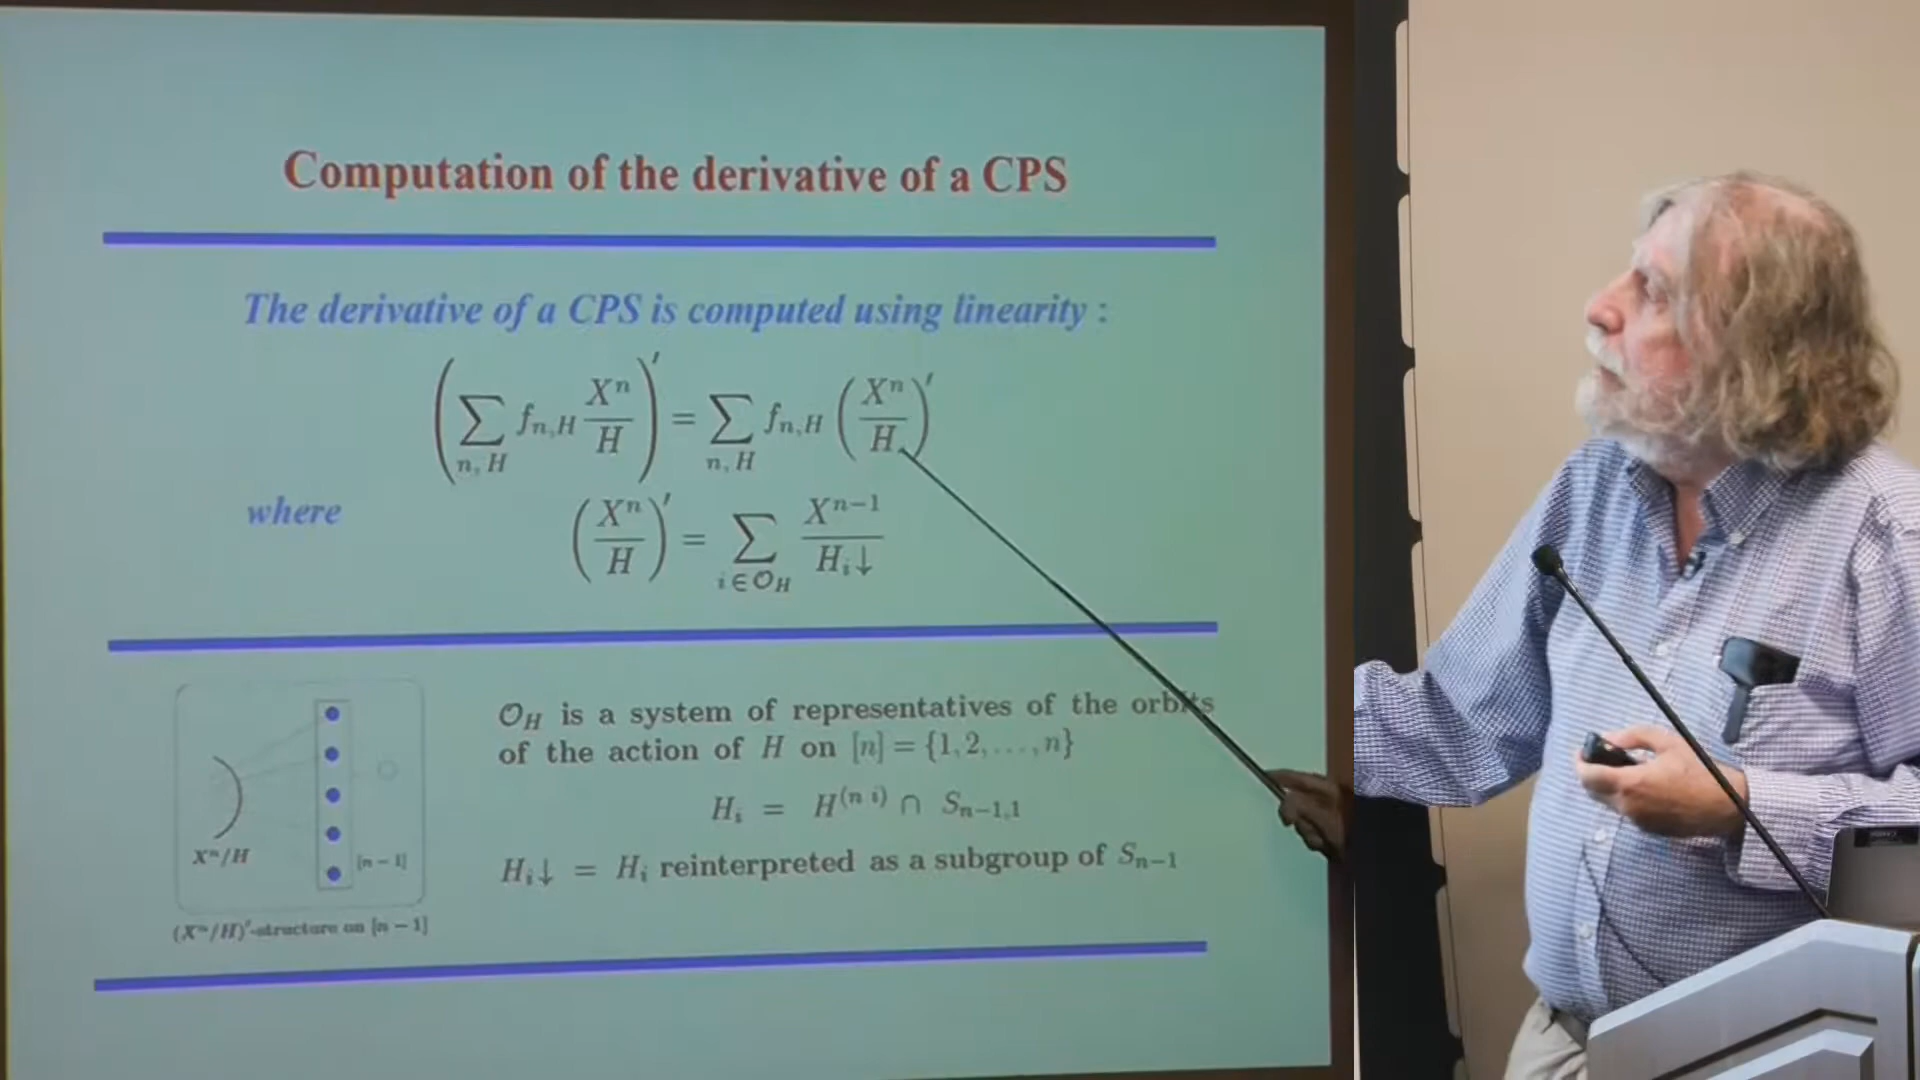 Computation of the derivative of a CPS
The derivative of a CPS is computed using linearity :
(∑_{n,H} f_{n,H} X^n/H)′ = ∑_{n,H} f_{n,H} (X^n/H)′
where
(X^n/H)′ = ∑_{i∈𝒪_H} X^{n−1}/H_i↓
𝒪_H is a system of representatives of the orbits
of the action of H on [n] = {1, 2, …, n}
H_i = H^{(n i)} ∩ S_{n−1,1}
H_i↓ = H_i reinterpreted as a subgroup of S_{n−1}
X^n/H
[n − 1]
(X^n/H)′-structure on [n − 1]